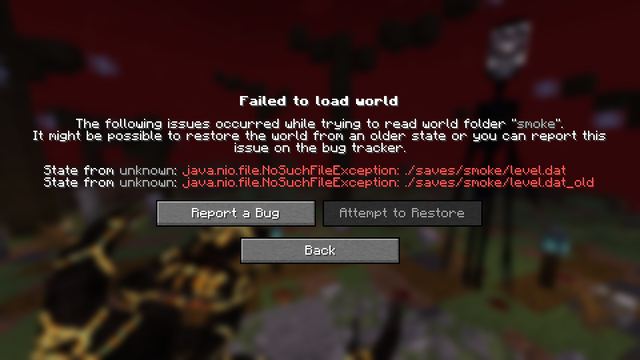 Failed to load world
The following issues occurred while trying to read world folder "smoke".
It might be possible to restore the world from an older state or you can report this
issue on the bug tracker.
State from unknown: java.nio.file.NoSuchFileException: ./saves/smoke/level.dat
State from unknown: java.nio.file.NoSuchFileException: ./saves/smoke/level.dat_old
Report a Bug
Attempt to Restore
Back